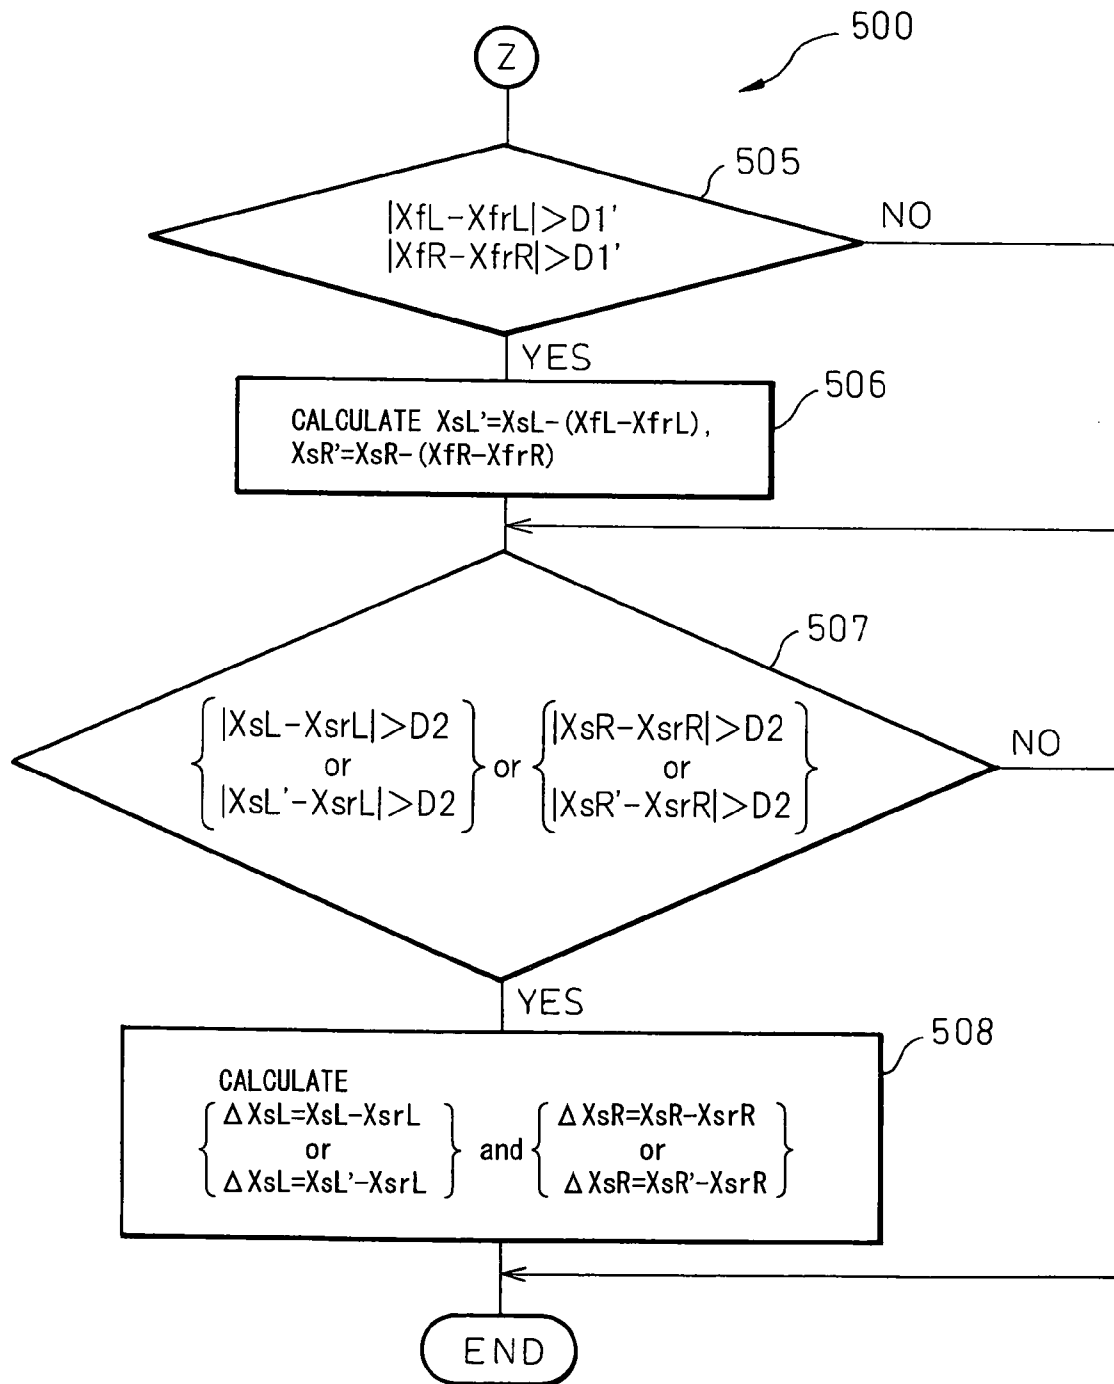 500
Z
505
|XfL-XfrL|>D1'
|XfR-XfrR|>D1'
NO
YES
506
CALCULATE XsL'=XsL-(XfL-XfrL),
XsR'=XsR-(XfR-XfrR)
507
|XsL-XsrL|>D2
or
|XsL'-XsrL|>D2
or
|XsR-XsrR|>D2
or
|XsR'-XsrR|>D2
NO
YES
508
CALCULATE
ΔXsL=XsL-XsrL
or
ΔXsL=XsL'-XsrL
and
ΔXsR=XsR-XsrR
or
ΔXsR=XsR'-XsrR
END